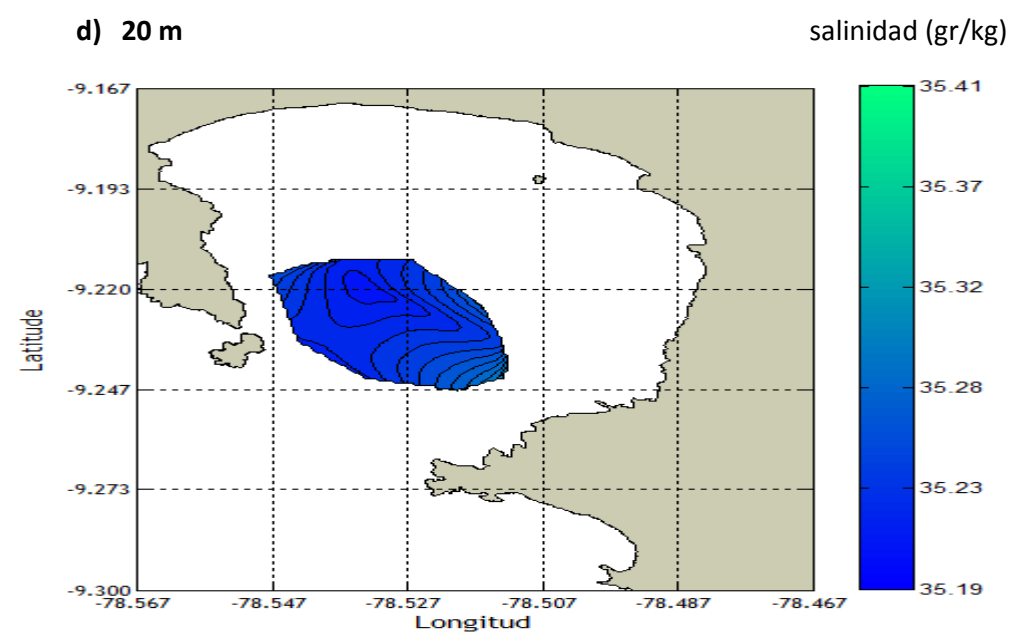 d) 20 m
salinidad (gr/kg)
-9.167
-9.193
-9.220
-9.247
-9.273
-9.300
Latitude
-78.567 -78.547 -78.527 -78.507 -78.487 -78.467
Longitud
35.41
35.37
35.32
35.28
35.23
35.19